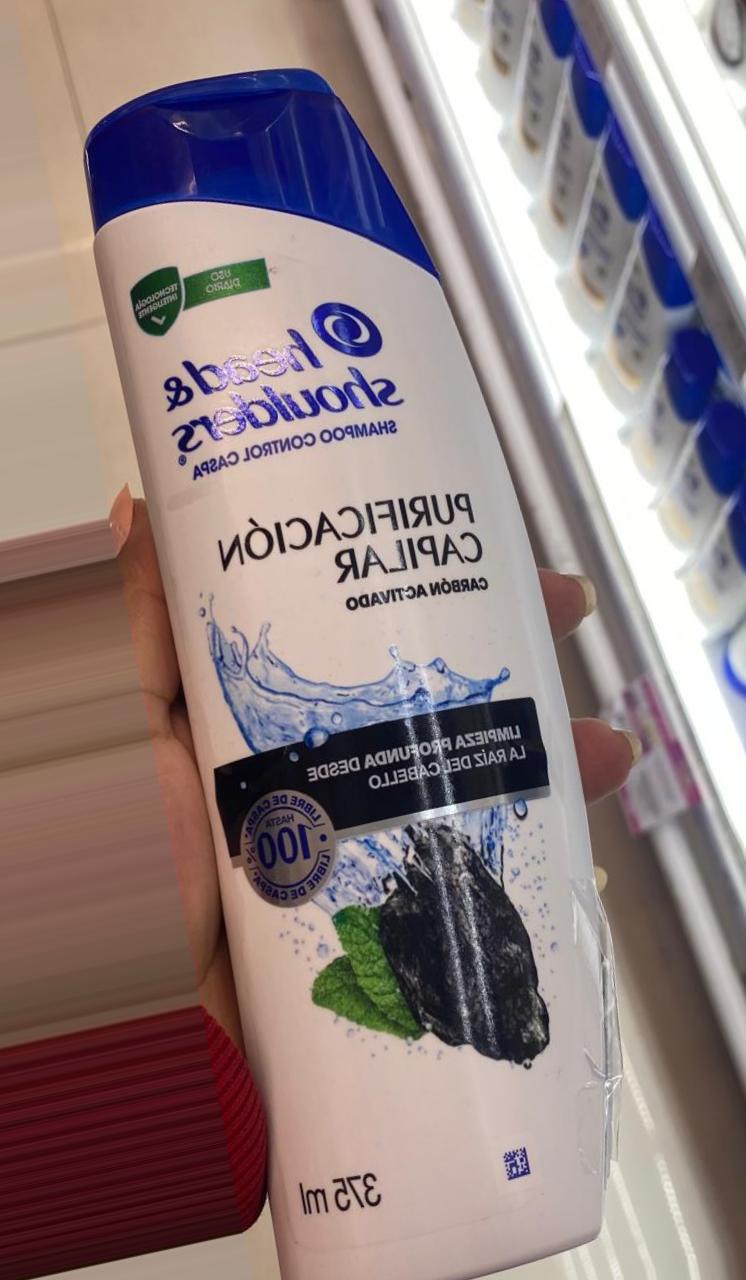 TECNOLOGÍA
INTELIGENTE
USO
DIARIO
head &
shoulders®
SHAMPOO CONTROL CASPA
PURIFICACIÓN
CAPILAR
CARBÓN ACTIVADO
LIMPIEZA PROFUNDA DESDE
LA RAÍZ DEL CABELLO
LIBRE DE CASPA
HASTA
100%
LIBRE DE CASPA
375 ml